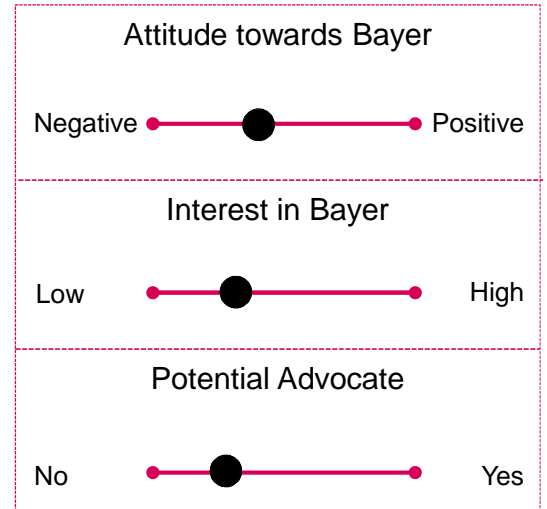 Attitude towards Bayer
Negative Positive
Interest in Bayer
Low High
Potential Advocate
No Yes